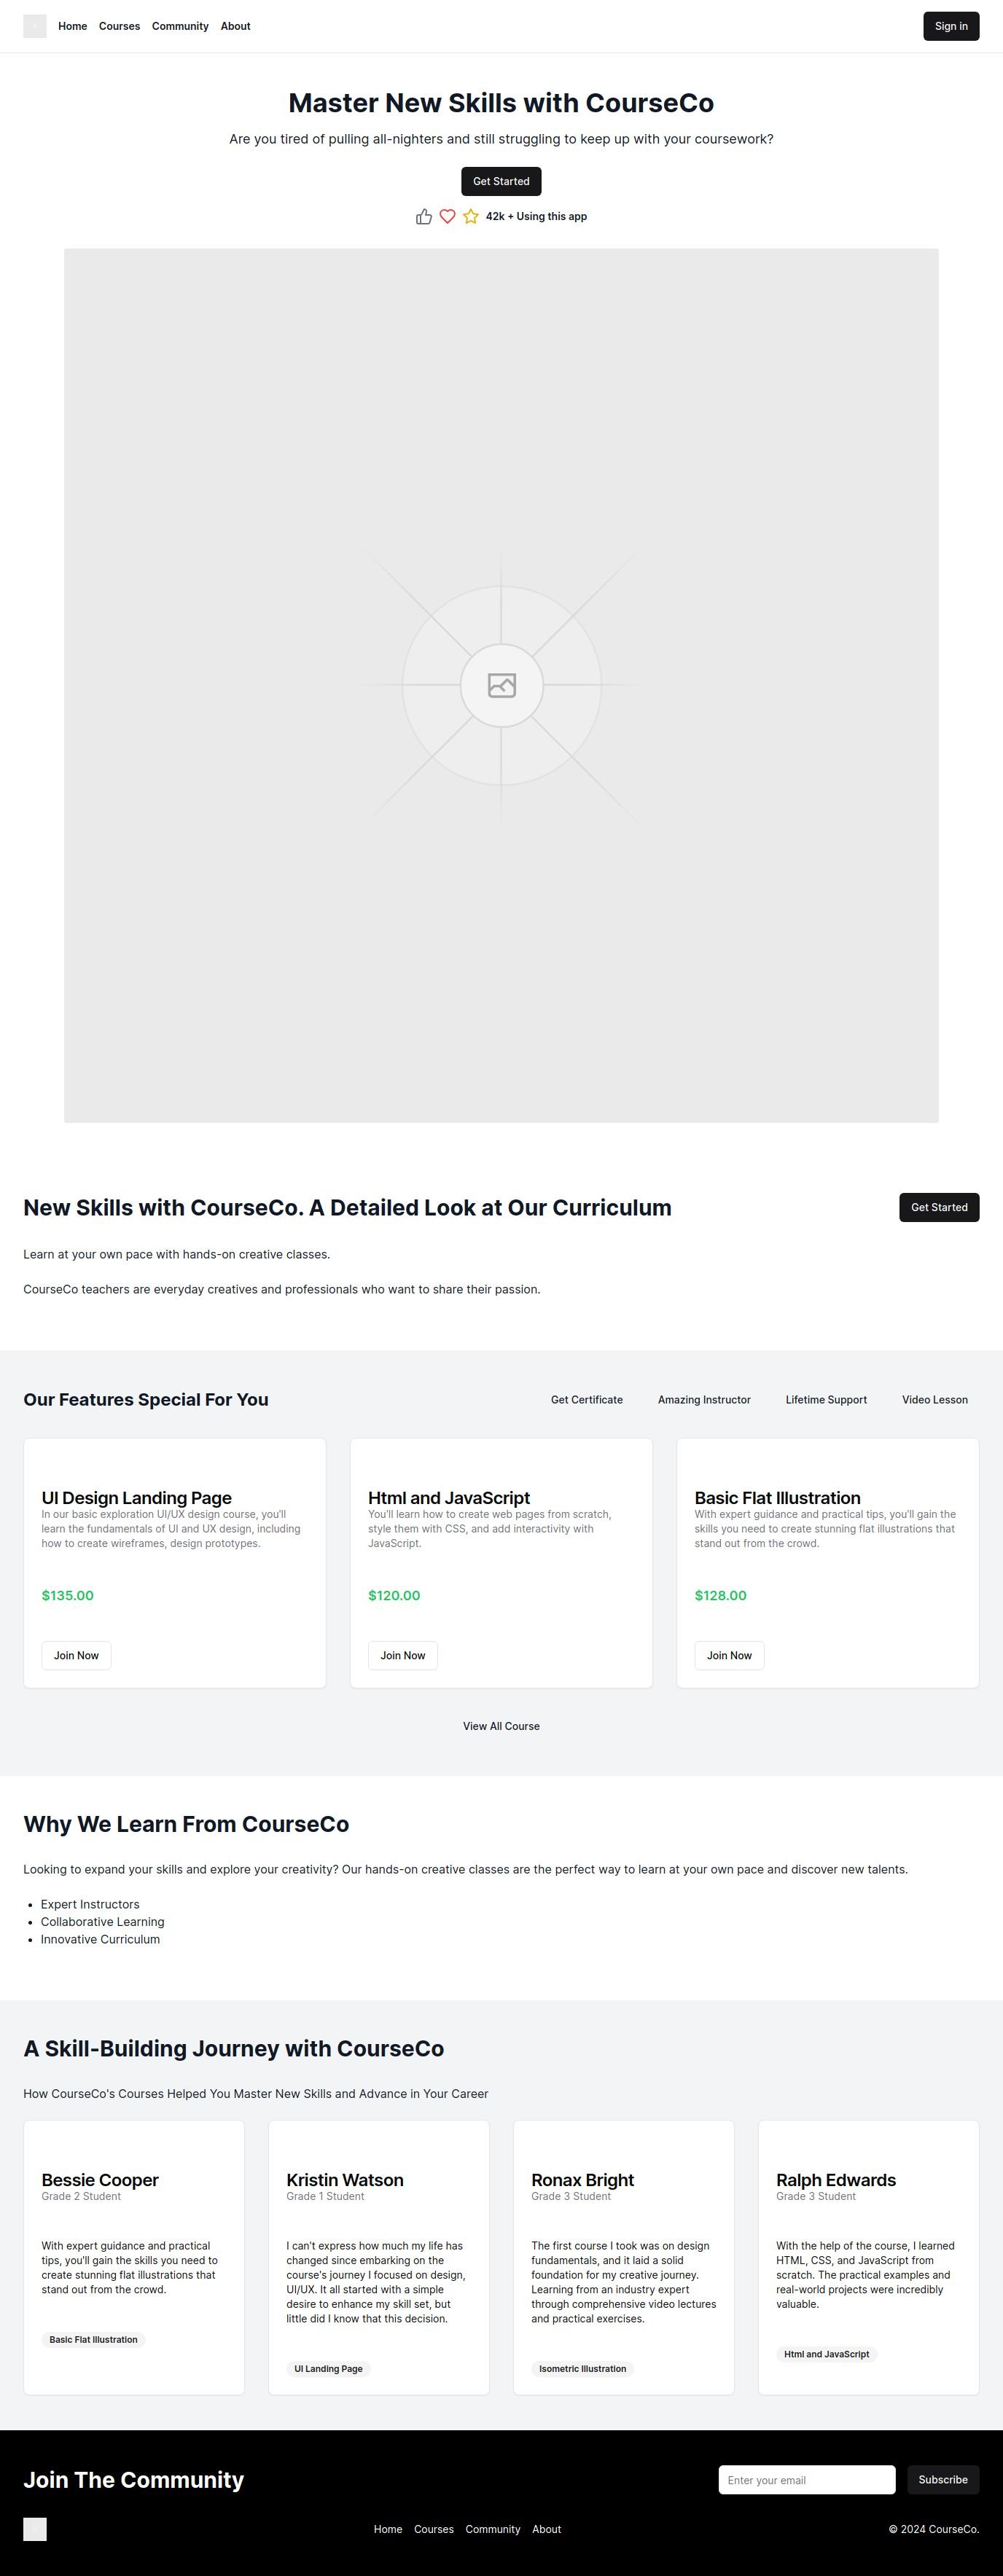 Home Courses Community About Sign in
Master New Skills with CourseCo
Are you tired of pulling all-nighters and still struggling to keep up with your coursework?
Get Started
42k + Using this app
New Skills with CourseCo. A Detailed Look at Our Curriculum
Get Started
Learn at your own pace with hands-on creative classes.
CourseCo teachers are everyday creatives and professionals who want to share their passion.
Our Features Special For You
Get Certificate Amazing Instructor Lifetime Support Video Lesson
UI Design Landing Page
In our basic exploration UI/UX design course, you'll
learn the fundamentals of UI and UX design, including
how to create wireframes, design prototypes.
$135.00
Join Now
Html and JavaScript
You'll learn how to create web pages from scratch,
style them with CSS, and add interactivity with
JavaScript.
$120.00
Join Now
Basic Flat Illustration
With expert guidance and practical tips, you'll gain the
skills you need to create stunning flat illustrations that
stand out from the crowd.
$128.00
Join Now
View All Course
Why We Learn From CourseCo
Looking to expand your skills and explore your creativity? Our hands-on creative classes are the perfect way to learn at your own pace and discover new talents.
• Expert Instructors
• Collaborative Learning
• Innovative Curriculum
A Skill-Building Journey with CourseCo
How CourseCo's Courses Helped You Master New Skills and Advance in Your Career
Bessie Cooper
Grade 2 Student
With expert guidance and practical
tips, you'll gain the skills you need to
create stunning flat illustrations that
stand out from the crowd.
Basic Flat Illustration
Kristin Watson
Grade 1 Student
I can't express how much my life has
changed since embarking on the
course's journey I focused on design,
UI/UX. It all started with a simple
desire to enhance my skill set, but
little did I know that this decision.
UI Landing Page
Ronax Bright
Grade 3 Student
The first course I took was on design
fundamentals, and it laid a solid
foundation for my creative journey.
Learning from an industry expert
through comprehensive video lectures
and practical exercises.
Isometric Illustration
Ralph Edwards
Grade 3 Student
With the help of the course, I learned
HTML, CSS, and JavaScript from
scratch. The practical examples and
real-world projects were incredibly
valuable.
Html and JavaScript
Join The Community
Enter your email
Subscribe
Home Courses Community About
© 2024 CourseCo.